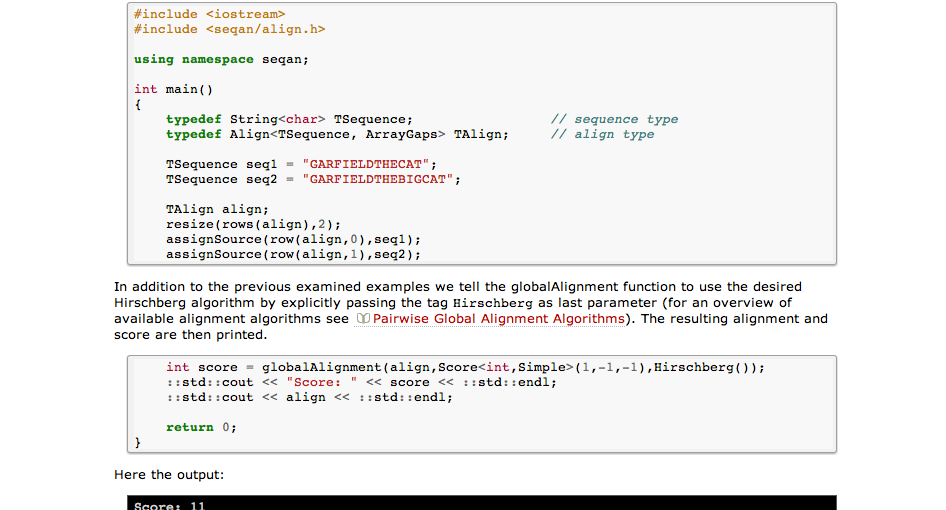 #include <iostream>
#include <seqan/align.h>
using namespace seqan;
int main()
{
typedef String<char> TSequence; // sequence type
typedef Align<TSequence, ArrayGaps> TAlign; // align type
TSequence seq1 = "GARFIELDTHECAT";
TSequence seq2 = "GARFIELDTHEBIGCAT";
TAlign align;
resize(rows(align),2);
assignSource(row(align,0),seq1);
assignSource(row(align,1),seq2);
In addition to the previous examined examples we tell the globalAlignment function to use the desired
Hirschberg algorithm by explicitly passing the tag Hirschberg as last parameter (for an overview of
available alignment algorithms see Pairwise Global Alignment Algorithms). The resulting alignment and
score are then printed.
int score = globalAlignment(align,Score<int,Simple>(1,-1,-1),Hirschberg());
::std::cout << "Score: " << score << ::std::endl;
::std::cout << align << ::std::endl;
return 0;
}
Here the output:
Score: 11